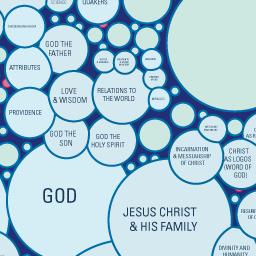 SCIENCE
QUAKERS
GOD THE
FATHER
ATTRIBUTES
LOVE
& WISDOM
RELATIONS TO
THE WORLD
PROVIDENCE
GOD THE
SON
GOD THE
HOLY SPIRIT
INCARNATION
& MESSIAHSHIP
OF CHRIST
CHRIST
AS LOGOS
(WORD OF
GOD)
GOD
JESUS CHRIST
& HIS FAMILY
DIVINITY AND
HUMANITY